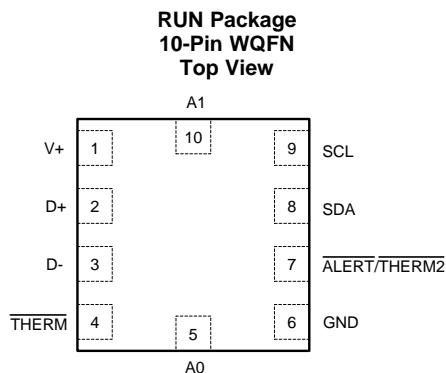 RUN Package
10-Pin WQFN
Top View
A1
10
V+ 1 9 SCL
D+ 2 8 SDA
D- 3 7 ALERT/THERM2
THERM 4 6 GND
5
A0